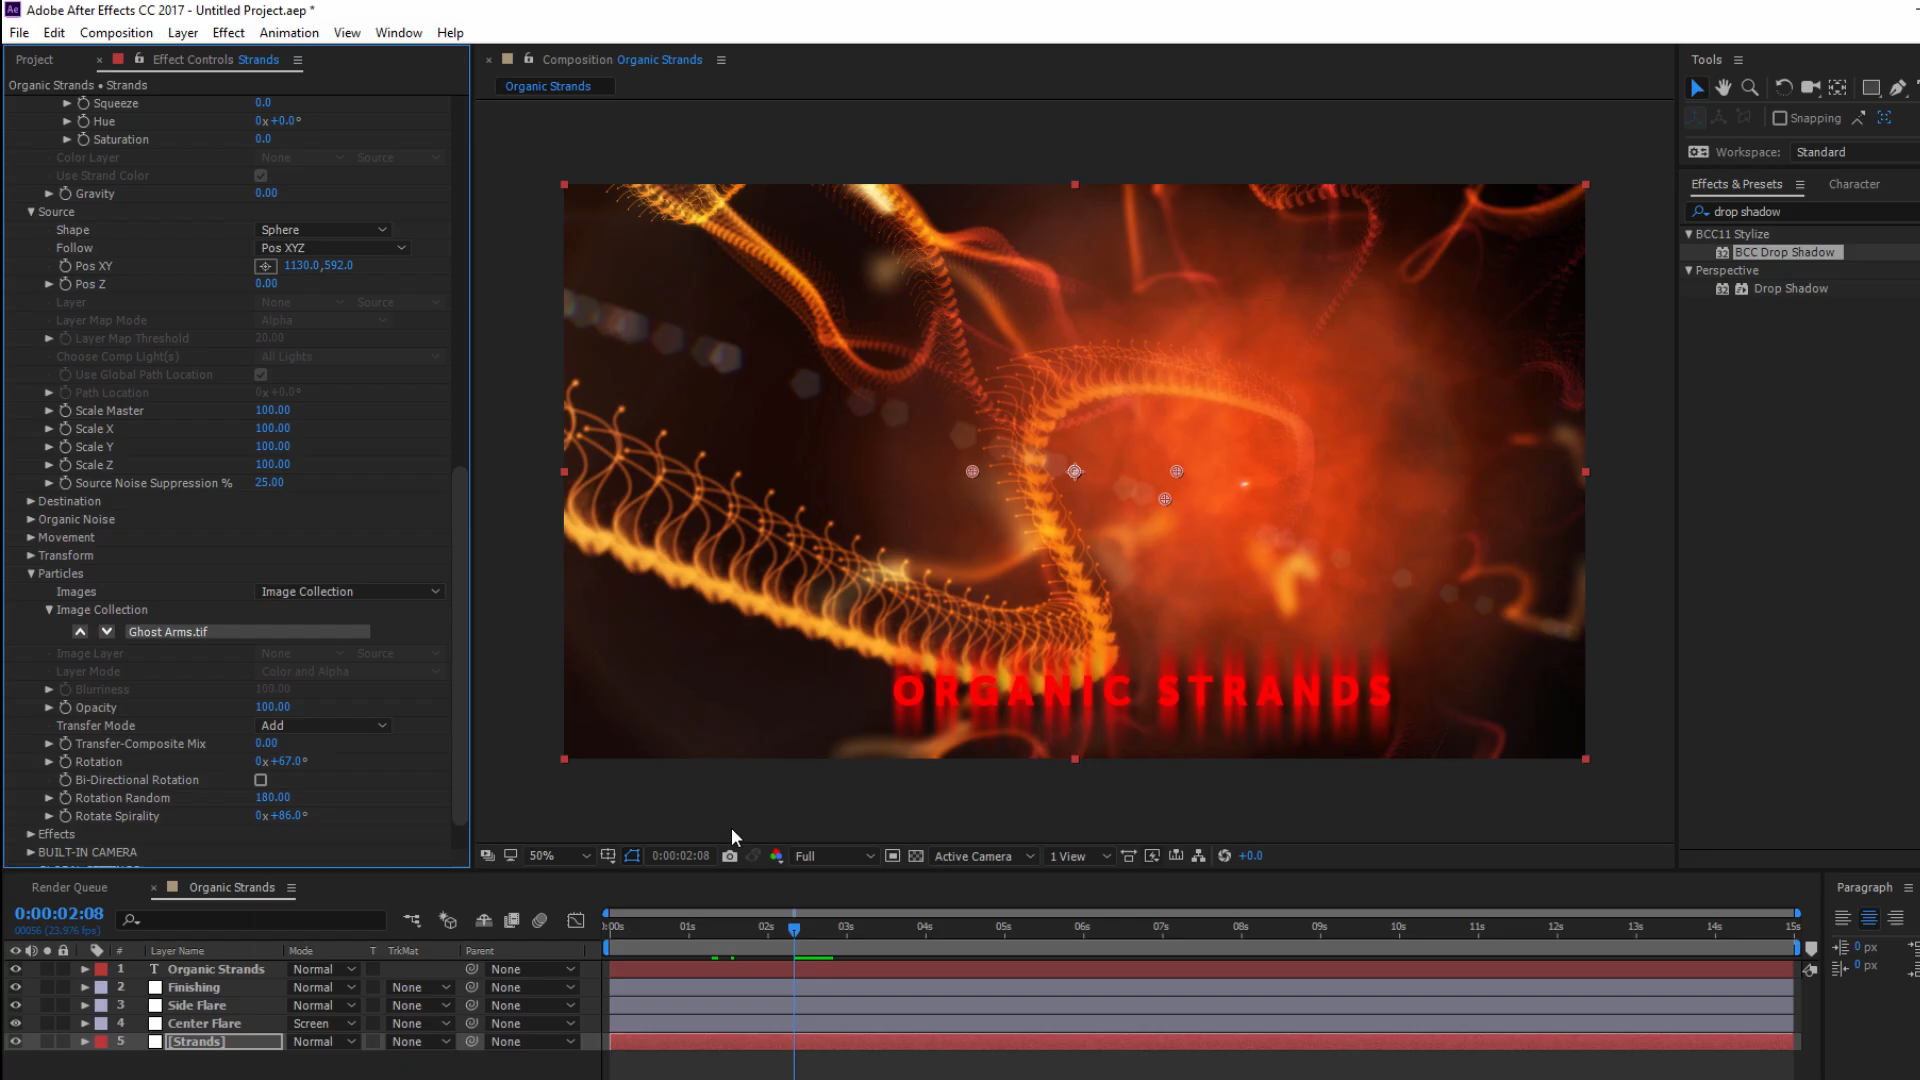 Ae Adobe After Effects CC 2017 - Untitled Project.aep *
File Edit Composition Layer Effect Animation View Window Help
Project × Effect Controls Strands
Organic Strands • Strands
Squeeze 0.0
Hue 0x+0.0°
Saturation 0.0
Color Layer None Source
Use Strand Color
Gravity 0.00
Source
Shape Sphere
Follow Pos XYZ
Pos XY 1130.0,592.0
Pos Z 0.00
Layer None Source
Layer Map Mode Alpha
Layer Map Threshold 20.00
Choose Comp Light(s) All Lights
Use Global Path Location
Path Location 0x+0.0°
Scale Master 100.00
Scale X 100.00
Scale Y 100.00
Scale Z 100.00
Source Noise Suppression % 25.00
Destination
Organic Noise
Movement
Transform
Particles
Images Image Collection
Image Collection
Ghost Arms.tif
Image Layer None Source
Layer Mode Color and Alpha
Blurriness 100.00
Opacity 100.00
Transfer Mode Add
Transfer-Composite Mix 0.00
Rotation 0x+67.0°
Bi-Directional Rotation
Rotation Random 180.00
Rotate Spirality 0x+86.0°
Effects
BUILT-IN CAMERA
× Composition Organic Strands
Organic Strands
ORGANIC STRANDS
50% 0:00:02:08 Full Active Camera 1 View +0.0
Tools
Snapping
Workspace: Standard
Effects & Presets Character
drop shadow
BCC11 Stylize
32 BCC Drop Shadow
Perspective
32 Drop Shadow
Render Queue × Organic Strands
0:00:02:08
00056 (23.976 fps)
:00s 01s 02s 03s 04s 05s 06s 07s 08s 09s 10s 11s 12s 13s 14s 15s
# Layer Name Mode T TrkMat Parent
1 T Organic Strands Normal None
2 Finishing Normal None None
3 Side Flare Normal None None
4 Center Flare Screen None None
5 [Strands] Normal None None
Paragraph
0 px
0 px